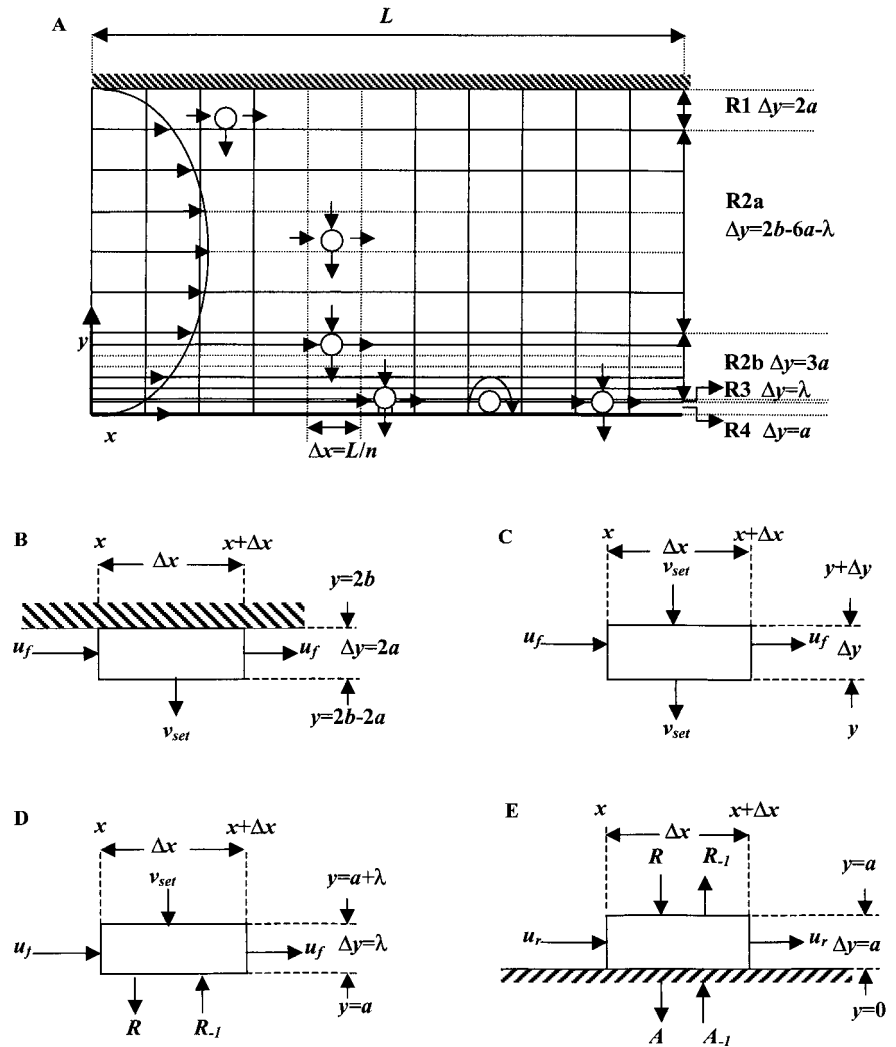 A
L
R1 Δy=2a
R2a
Δy=2b-6a-λ
y
R2b Δy=3a
R3 Δy=λ
R4 Δy=a
x
Δx=L/n
B
x
x+Δx
Δx
y=2b
u_f
u_f
Δy=2a
v_set
y=2b-2a
C
x
x+Δx
Δx
v_set
y+Δy
u_f
u_f
Δy
v_set
y
D
x
x+Δx
Δx
v_set
y=a+λ
u_f
u_f
Δy=λ
R
R_-1
y=a
E
x
x+Δx
Δx
R
R_-1
y=a
u_r
u_r
Δy=a
y=0
A
A_-1